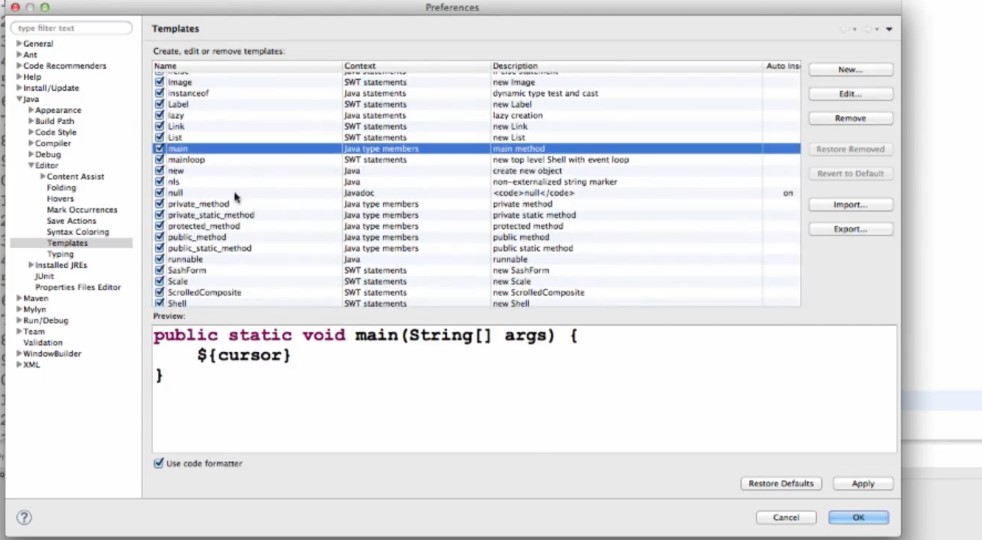 Preferences
type filter text
General
Ant
Code Recommenders
Help
Install/Update
Java
Appearance
Build Path
Code Style
Compiler
Debug
Editor
Content Assist
Folding
Hovers
Mark Occurrences
Save Actions
Syntax Coloring
Templates
Typing
Installed JREs
JUnit
Properties Files Editor
Maven
Mylyn
Run/Debug
Team
Validation
WindowBuilder
XML
Templates
Create, edit or remove templates:
Name Context Description Auto Ins
Image SWT statements new Image
instanceof Java statements dynamic type test and cast
Label SWT statements new Label
lazy Java statements lazy creation
Link SWT statements new Link
List SWT statements new List
main Java type members main method
mainloop SWT statements new top level Shell with event loop
new Java create new object
nls Java non-externalized string marker
null Javadoc <code>null</code> on
private_method Java type members private method
private_static_method Java type members private static method
protected_method Java type members protected method
public_method Java type members public method
public_static_method Java type members public static method
runnable Java runnable
SashForm SWT statements new SashForm
Scale SWT statements new Scale
ScrolledComposite SWT statements new ScrolledComposite
Shell SWT statements new Shell
New...
Edit...
Remove
Restore Removed
Revert to Default
Import...
Export...
Preview:
public static void main(String[] args) {
${cursor}
}
Use code formatter
Restore Defaults Apply
? Cancel OK